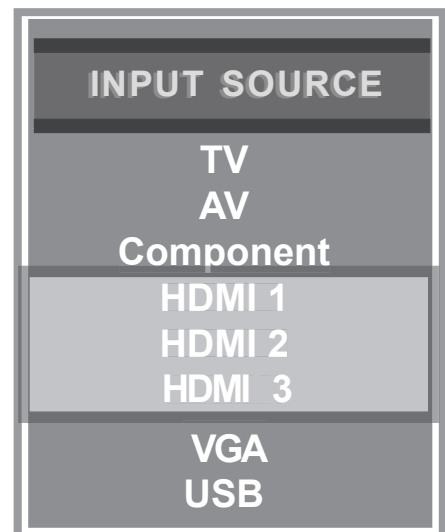 INPUT SOURCE
TV
AV
Component
HDMI 1
HDMI 2
HDMI 3
VGA
USB